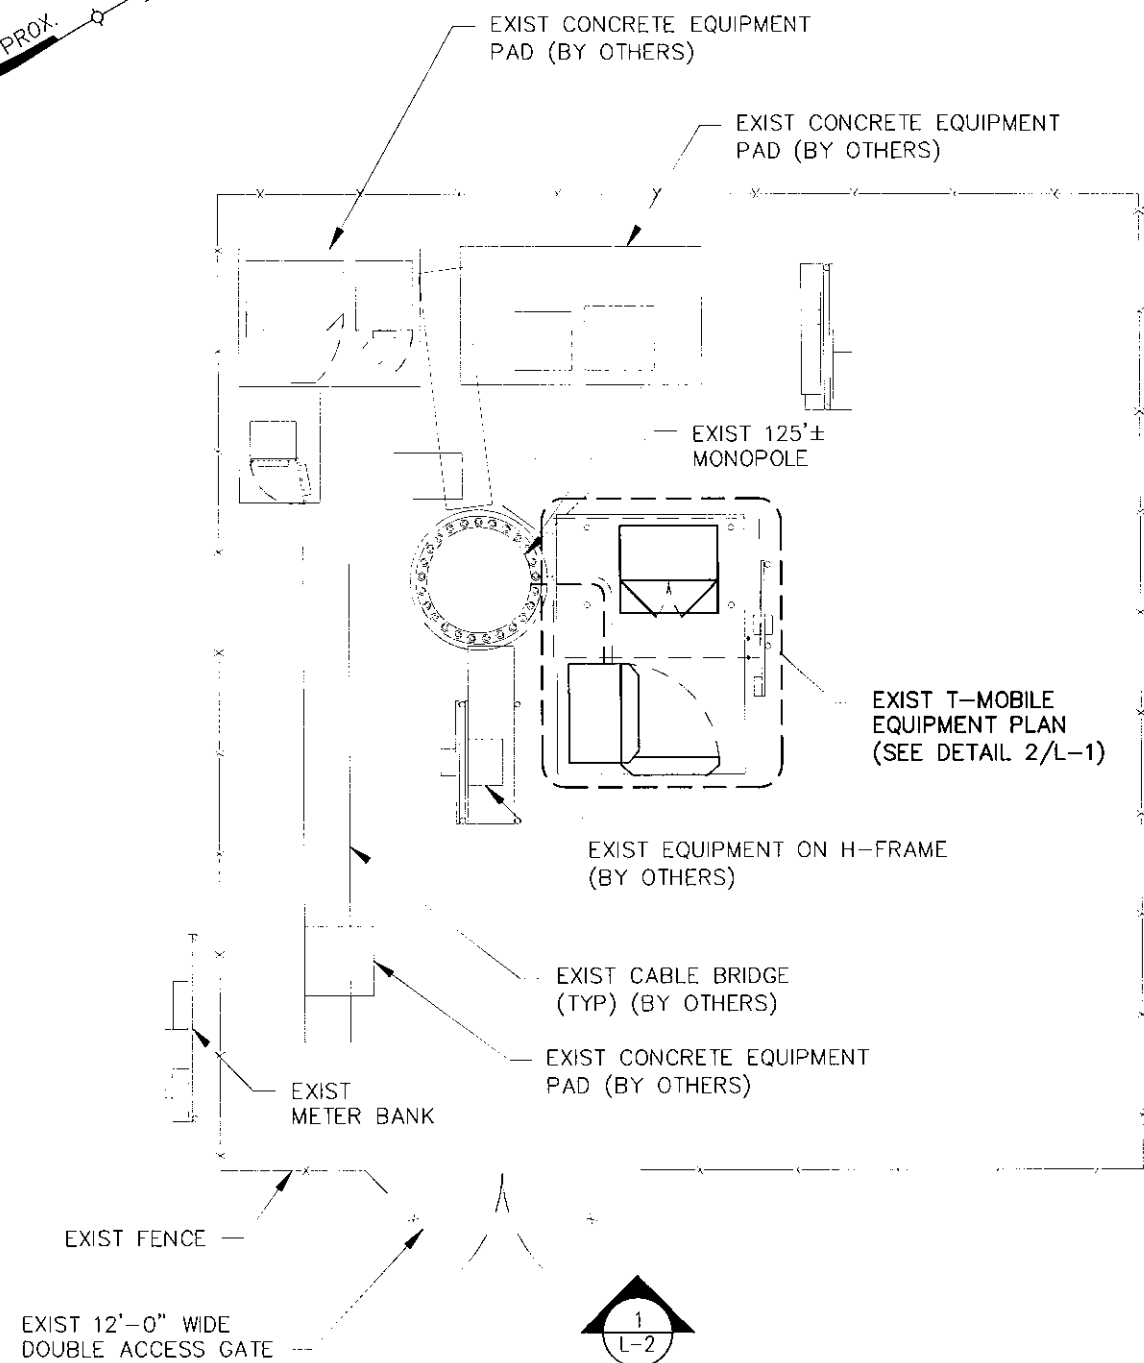 PROX.
EXIST CONCRETE EQUIPMENT
PAD (BY OTHERS)
EXIST CONCRETE EQUIPMENT
PAD (BY OTHERS)
EXIST 125'±
MONOPOLE
EXIST T-MOBILE
EQUIPMENT PLAN
(SEE DETAIL 2/L-1)
EXIST EQUIPMENT ON H-FRAME
(BY OTHERS)
EXIST CABLE BRIDGE
(TYP) (BY OTHERS)
EXIST CONCRETE EQUIPMENT
PAD (BY OTHERS)
EXIST
METER BANK
EXIST FENCE
EXIST 12'-0" WIDE
DOUBLE ACCESS GATE
1
L-2